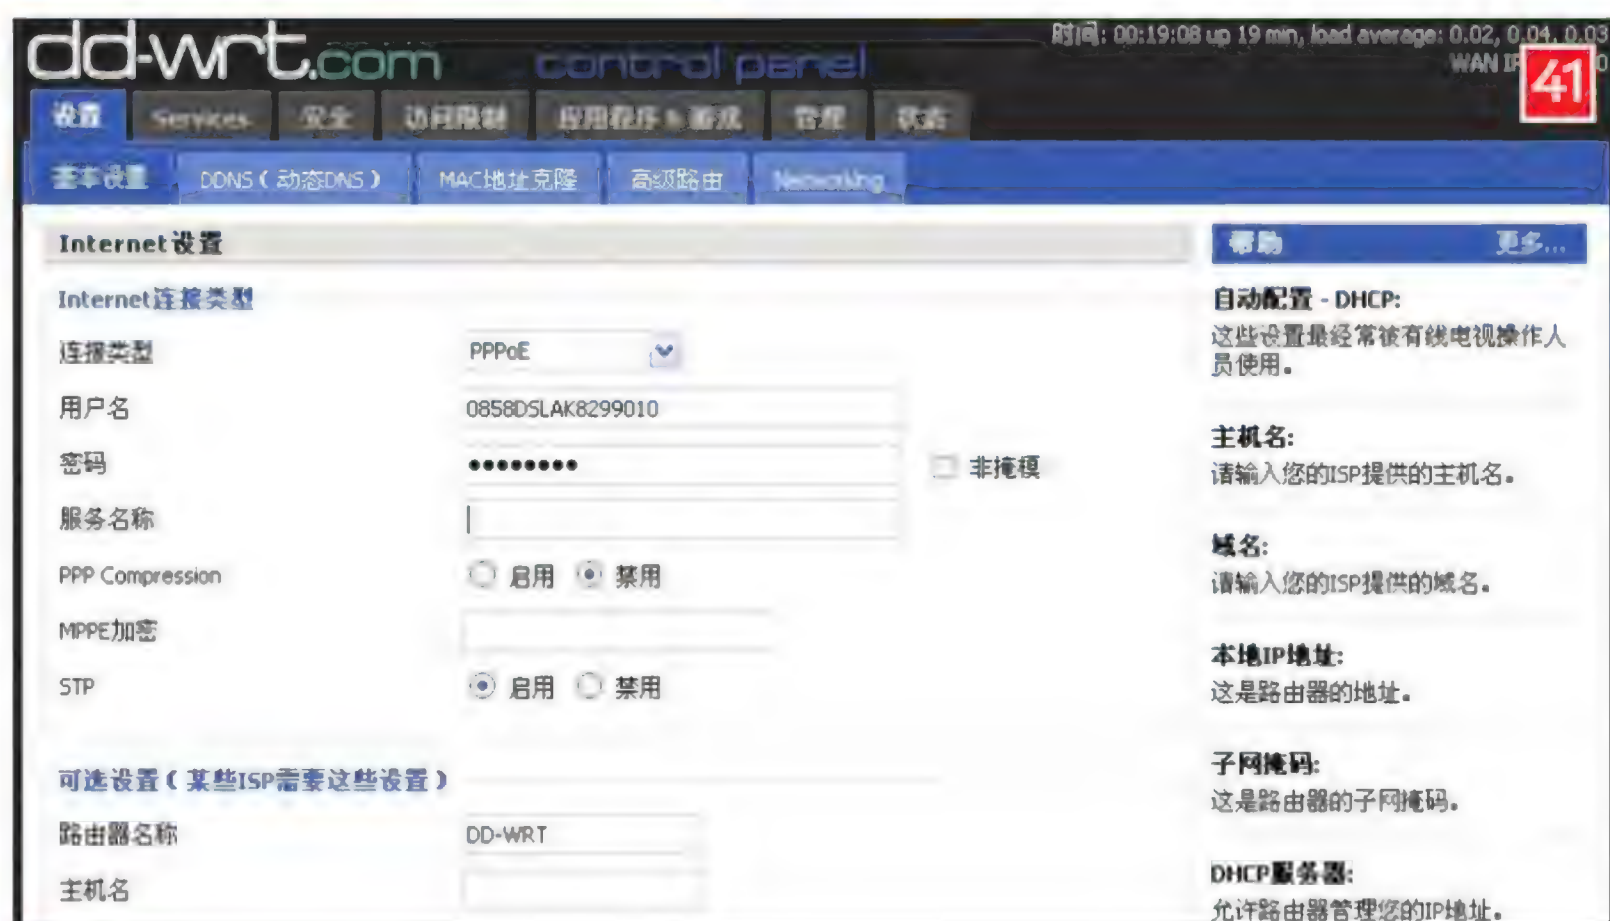 dd-wrt.com control panel
时间: 00:19:08 up 19 min, load average: 0.02, 0.04, 0.03
WAN IP
41
设置 Services 安全 访问限制 应用程序 & 游戏 管理 状态
基本设置 DDNS（动态DNS） MAC地址克隆 高级路由 Networking
Internet设置
Internet连接类型
连接类型 PPPoE
用户名 0858DSLAK8299010
密码 ●●●●●●●● 非掩模
服务名称
PPP Compression 启用 禁用
MPPE加密
STP 启用 禁用
可选设置（某些ISP需要这些设置）
路由器名称 DD-WRT
主机名
帮助 更多...
自动配置 - DHCP:
这些设置最经常被有线电视操作人
员使用。
主机名:
请输入您的ISP提供的主机名。
域名:
请输入您的ISP提供的域名。
本地IP地址:
这是路由器的地址。
子网掩码:
这是路由器的子网掩码。
DHCP服务器:
允许路由器管理您的IP地址。